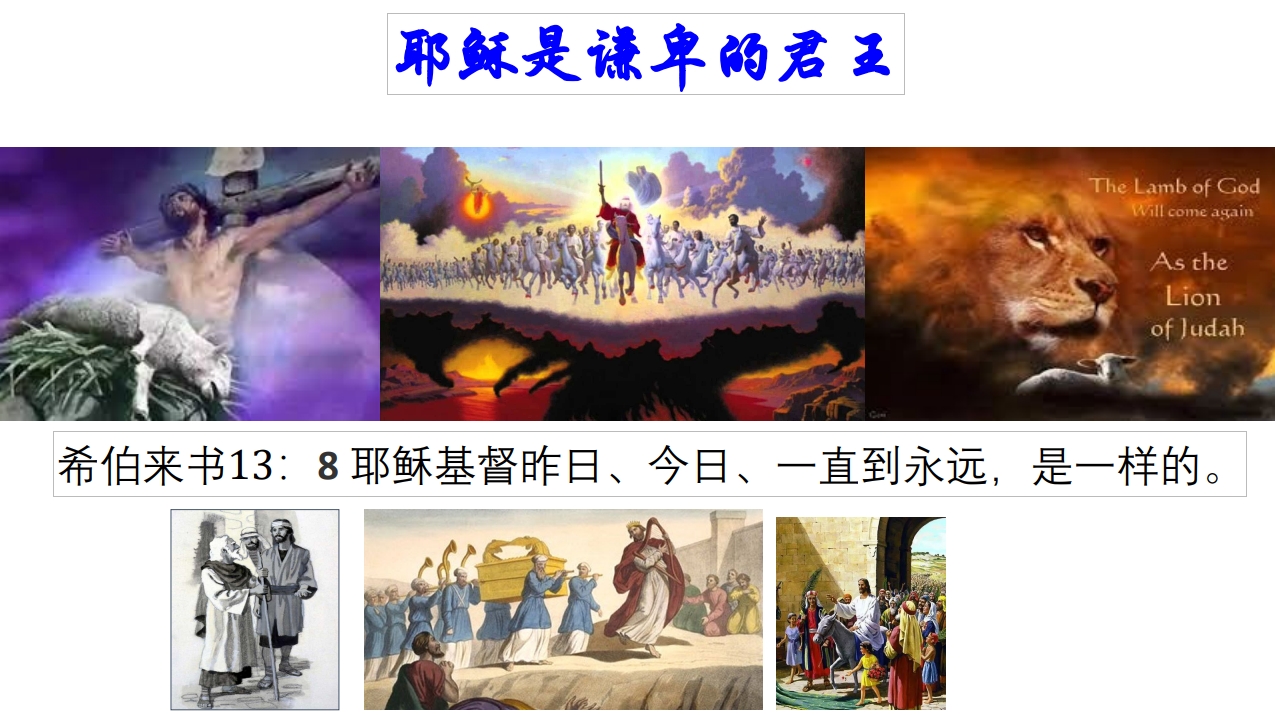 耶稣是谦卑的君王
The Lamb of God
Will come again
As the
Lion
of Judah
希伯来书13：8 耶稣基督昨日、今日、一直到永远，是一样的。